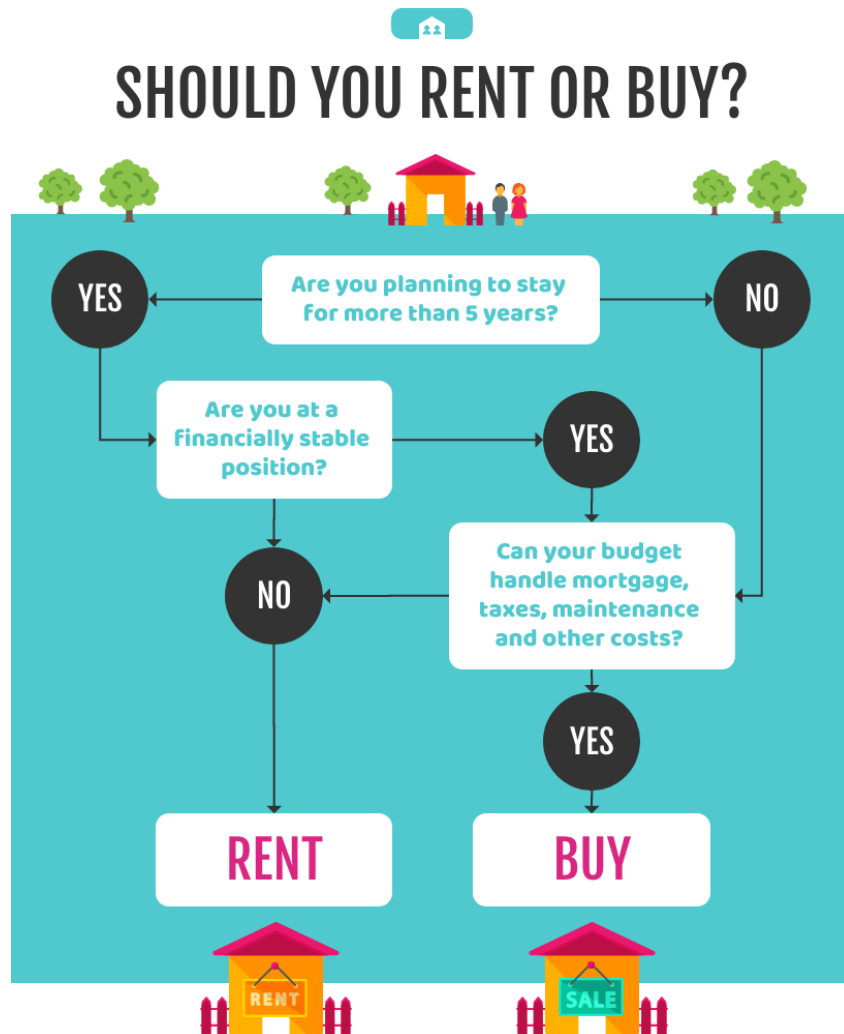 SHOULD YOU RENT OR BUY?
YES
Are you planning to stay
for more than 5 years?
NO
Are you at a
financially stable
position?
YES
Can your budget
handle mortgage,
taxes, maintenance
and other costs?
NO
YES
RENT
BUY
RENT
SALE